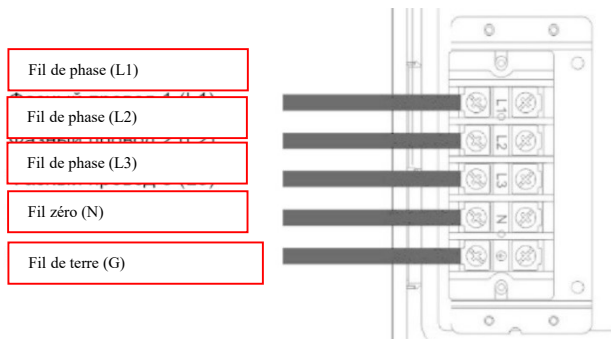 Fil de phase (L1)
L1
Fil de phase (L2)
L2
Fil de phase (L3)
L3
Fil zéro (N)
N
Fil de terre (G)